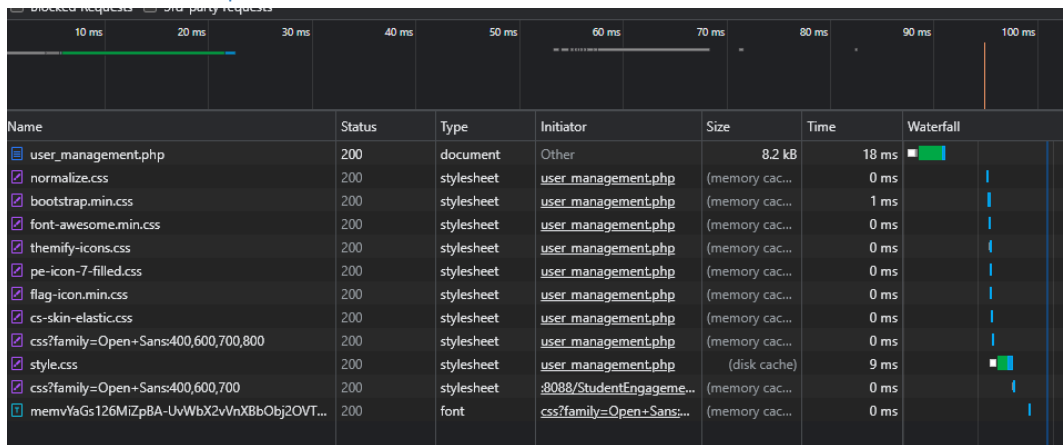 Blocked Requests 3rd-party requests
10 ms 20 ms 30 ms 40 ms 50 ms 60 ms 70 ms 80 ms 90 ms 100 ms
Name Status Type Initiator Size Time Waterfall
user_management.php 200 document Other 8.2 kB 18 ms
normalize.css 200 stylesheet user_management.php (memory cac... 0 ms
bootstrap.min.css 200 stylesheet user_management.php (memory cac... 1 ms
font-awesome.min.css 200 stylesheet user_management.php (memory cac... 0 ms
themify-icons.css 200 stylesheet user_management.php (memory cac... 0 ms
pe-icon-7-filled.css 200 stylesheet user_management.php (memory cac... 0 ms
flag-icon.min.css 200 stylesheet user_management.php (memory cac... 0 ms
cs-skin-elastic.css 200 stylesheet user_management.php (memory cac... 0 ms
css?family=Open+Sans:400,600,700,800 200 stylesheet user_management.php (memory cac... 0 ms
style.css 200 stylesheet user_management.php (disk cache) 9 ms
css?family=Open+Sans:400,600,700 200 stylesheet :8088/StudentEngageme... (memory cac... 0 ms
memvYaGs126MiZpBA-UvWbX2vVnXBbObj2OVT... 200 font css?family=Open+Sans:... (memory cac... 0 ms